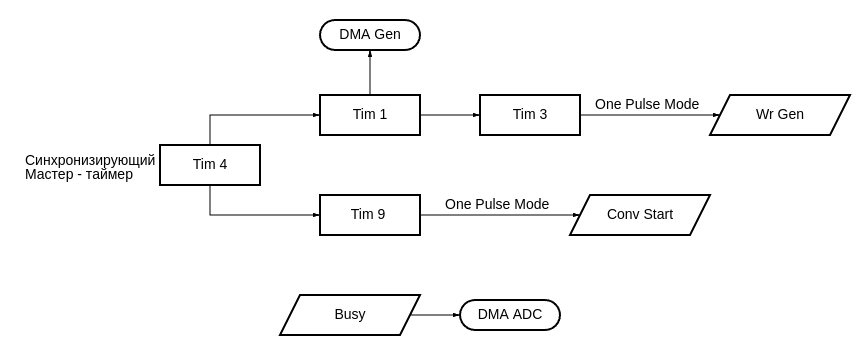 DMA Gen
Tim 1
Tim 3
One Pulse Mode
Wr Gen
Синхронизирующий
Мастер - таймер
Tim 4
Tim 9
One Pulse Mode
Conv Start
Busy
DMA ADC